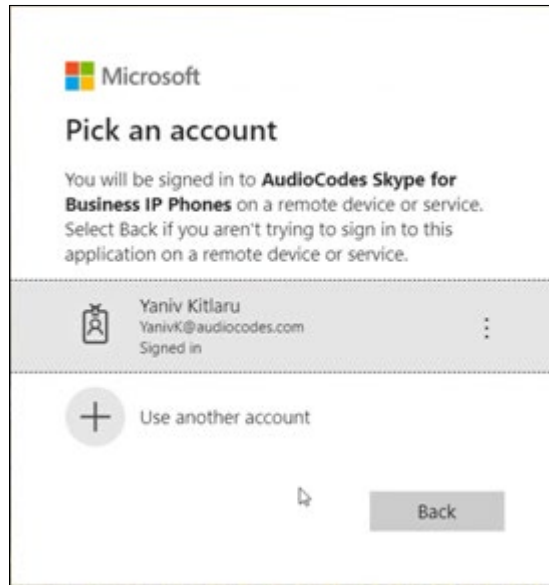 Microsoft
Pick an account
You will be signed in to AudioCodes Skype for
Business IP Phones on a remote device or service.
Select Back if you aren't trying to sign in to this
application on a remote device or service.
Yaniv Kitlaru
YanivK@audiocodes.com
Signed in
Use another account
Back